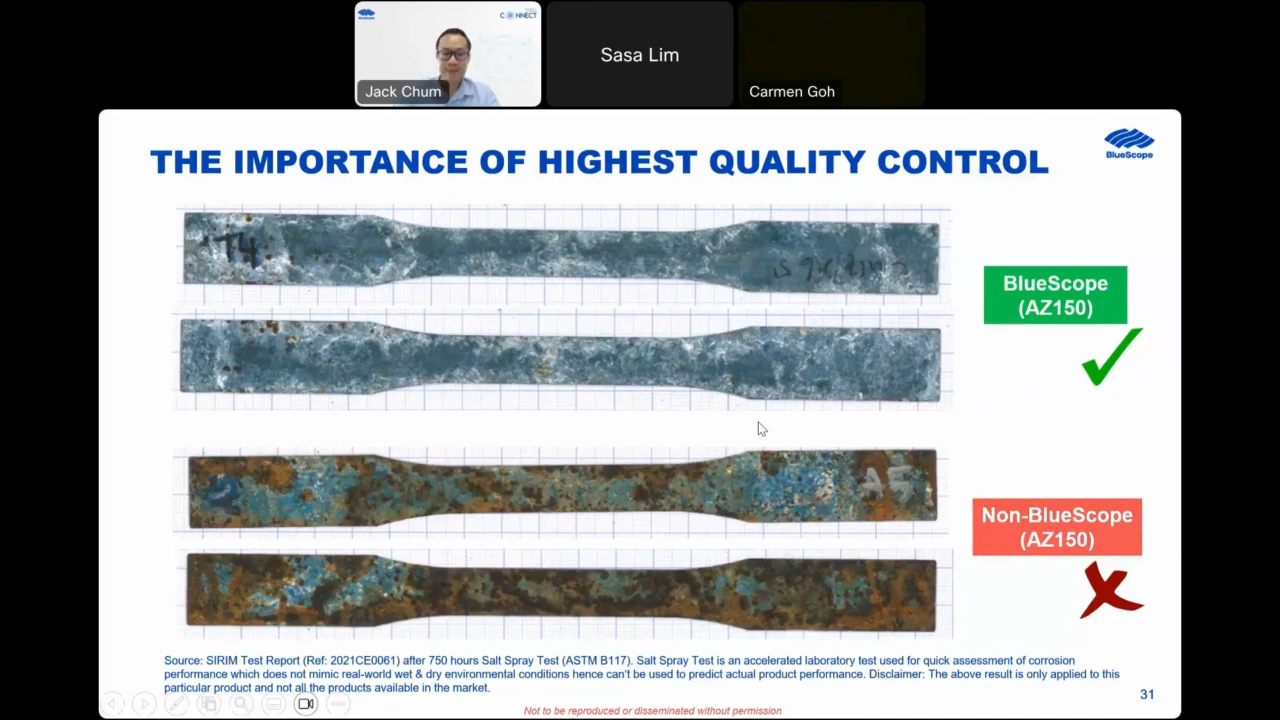 BlueScope
CONNECT
Jack Chum
Sasa Lim
Carmen Goh
THE IMPORTANCE OF HIGHEST QUALITY CONTROL
BlueScope
T4
BlueScope
(AZ150)
A5
Non-BlueScope
(AZ150)
Source: SIRIM Test Report (Ref: 2021CE0061) after 750 hours Salt Spray Test (ASTM B117). Salt Spray Test is an accelerated laboratory test used for quick assessment of corrosion
performance which does not mimic real-world wet & dry environmental conditions hence can't be used to predict actual product performance. Disclaimer: The above result is only applied to this
particular product and not all the products available in the market.
31
Not to be reproduced or disseminated without permission